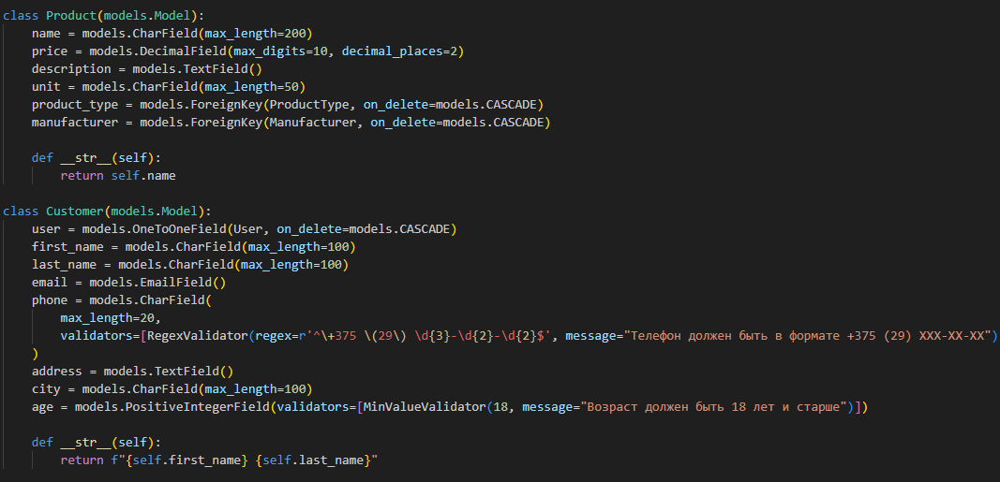 class Product(models.Model):
    name = models.CharField(max_length=200)
    price = models.DecimalField(max_digits=10, decimal_places=2)
    description = models.TextField()
    unit = models.CharField(max_length=50)
    product_type = models.ForeignKey(ProductType, on_delete=models.CASCADE)
    manufacturer = models.ForeignKey(Manufacturer, on_delete=models.CASCADE)

    def __str__(self):
        return self.name

class Customer(models.Model):
    user = models.OneToOneField(User, on_delete=models.CASCADE)
    first_name = models.CharField(max_length=100)
    last_name = models.CharField(max_length=100)
    email = models.EmailField()
    phone = models.CharField(
        max_length=20,
        validators=[RegexValidator(regex=r'^\+375 \(29\) \d{3}-\d{2}-\d{2}$', message="Телефон должен быть в формате +375 (29) XXX-XX-XX")
    )
    address = models.TextField()
    city = models.CharField(max_length=100)
    age = models.PositiveIntegerField(validators=[MinValueValidator(18, message="Возраст должен быть 18 лет и старше")])

    def __str__(self):
        return f"{self.first_name} {self.last_name}"